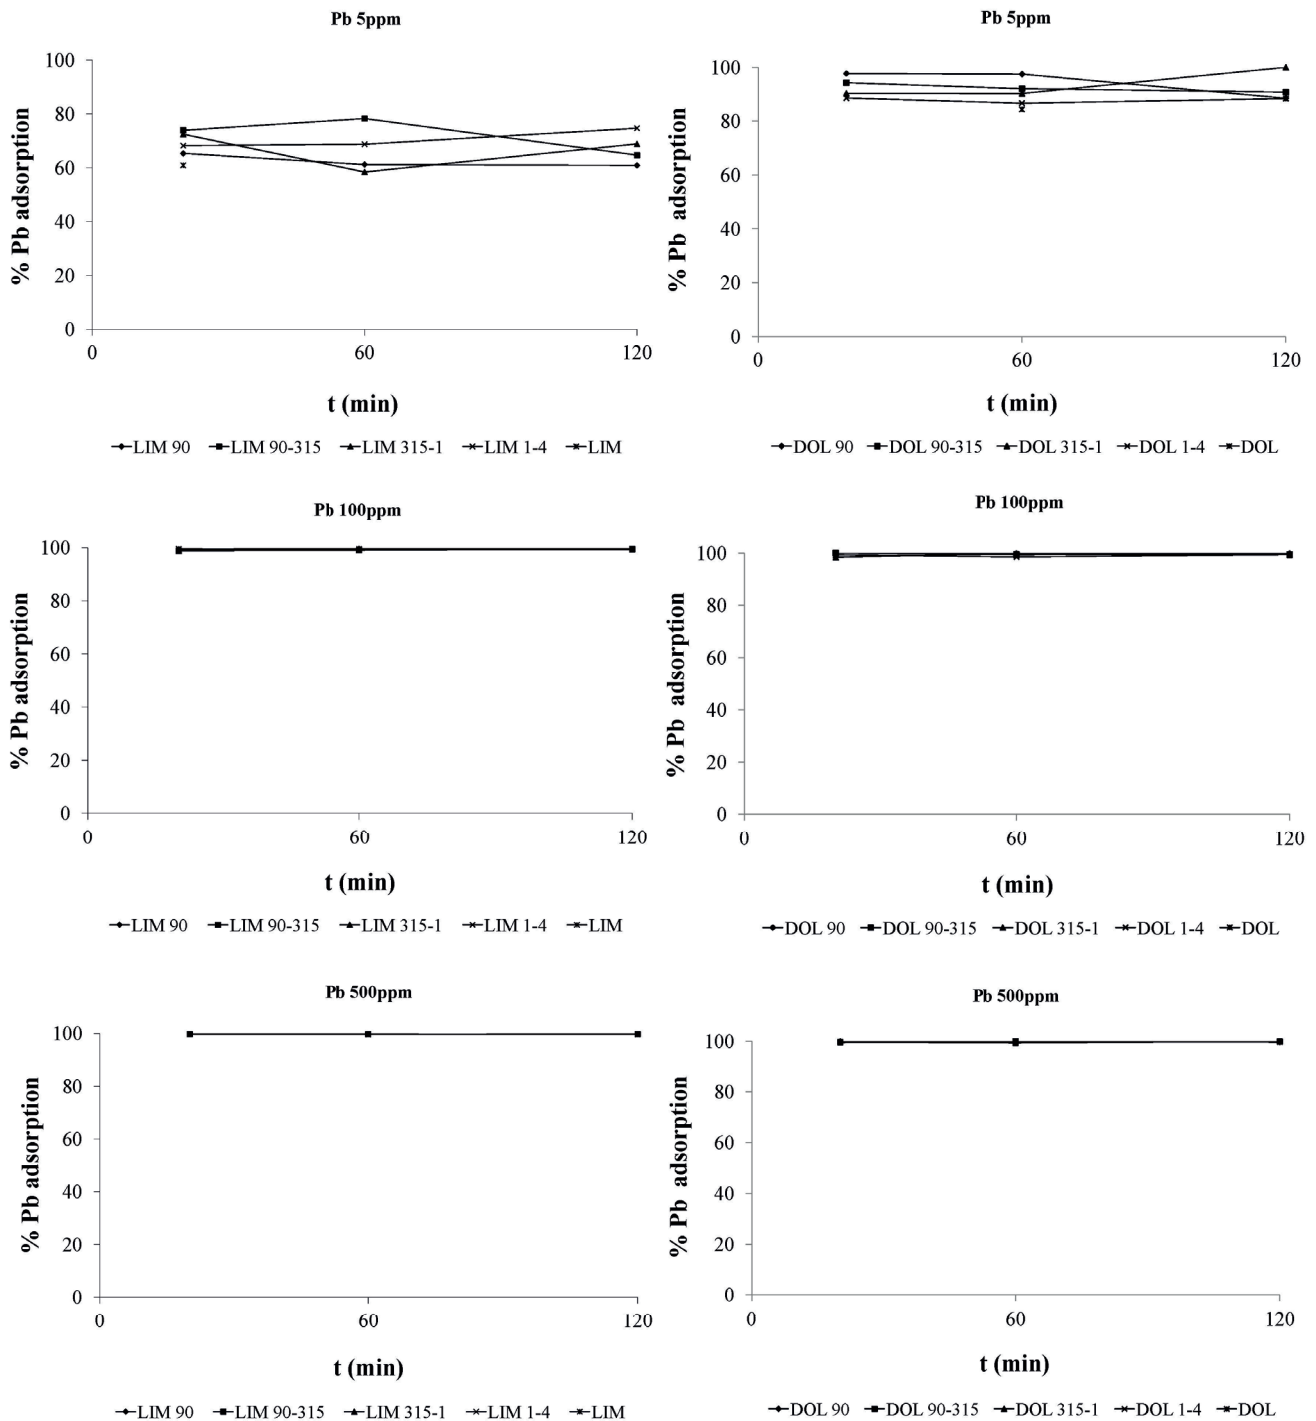 Pb 5ppm
% Pb adsorption
100
80
60
40
20
0
0 60 120
t (min)
LIM 90 LIM 90-315 LIM 315-1 LIM 1-4 LIM
Pb 5ppm
% Pb adsorption
100
80
60
40
20
0
0 60 120
t (min)
DOL 90 DOL 90-315 DOL 315-1 DOL 1-4 DOL
Pb 100ppm
% Pb adsorption
100
80
60
40
20
0
0 60 120
t (min)
LIM 90 LIM 90-315 LIM 315-1 LIM 1-4 LIM
Pb 100ppm
% Pb adsorption
100
80
60
40
20
0
0 60 120
t (min)
DOL 90 DOL 90-315 DOL 315-1 DOL 1-4 DOL
Pb 500ppm
% Pb adsorption
100
80
60
40
20
0
0 60 120
t (min)
LIM 90 LIM 90-315 LIM 315-1 LIM 1-4 LIM
Pb 500ppm
% Pb adsorption
100
80
60
40
20
0
0 60 120
t (min)
DOL 90 DOL 90-315 DOL 315-1 DOL 1-4 DOL